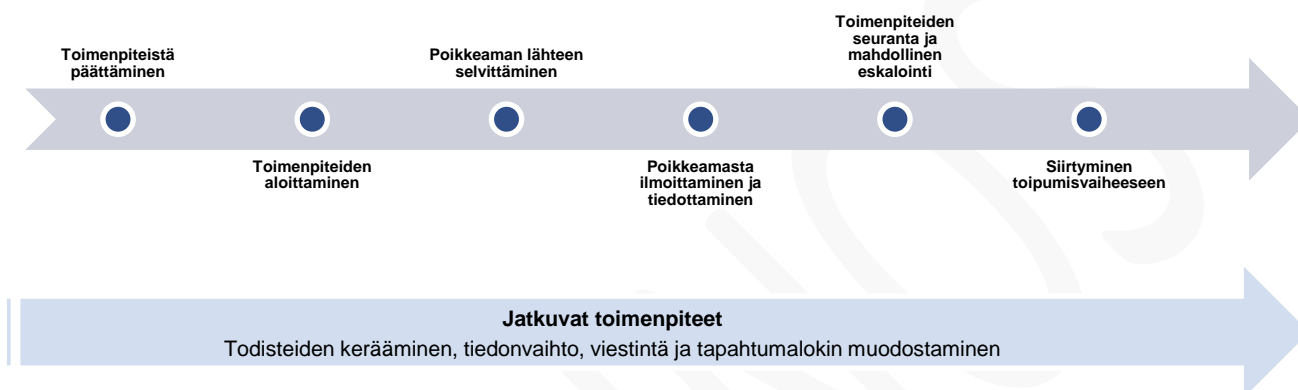 Toimenpiteistä
päättäminen
Toimenpiteiden
aloittaminen
Poikkeaman lähteen
selvittäminen
Poikkeamasta
ilmoittaminen ja
tiedottaminen
Toimenpiteiden
seuranta ja
mahdollinen
eskalointi
Siirtyminen
toipumisvaiheeseen
Jatkuvat toimenpiteet
Todisteiden kerääminen, tiedonvaihto, viestintä ja tapahtumalokin muodostaminen